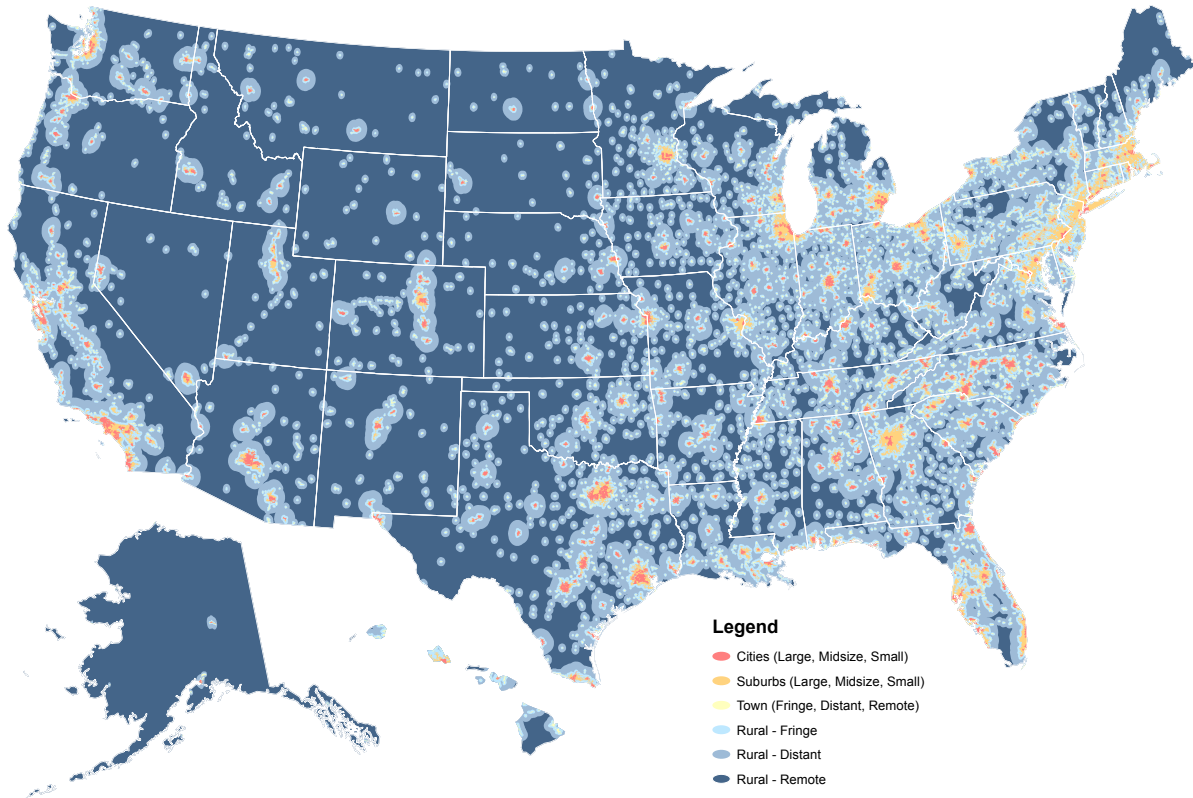 Legend
Cities (Large, Midsize, Small)
Suburbs (Large, Midsize, Small)
Town (Fringe, Distant, Remote)
Rural - Fringe
Rural - Distant
Rural - Remote